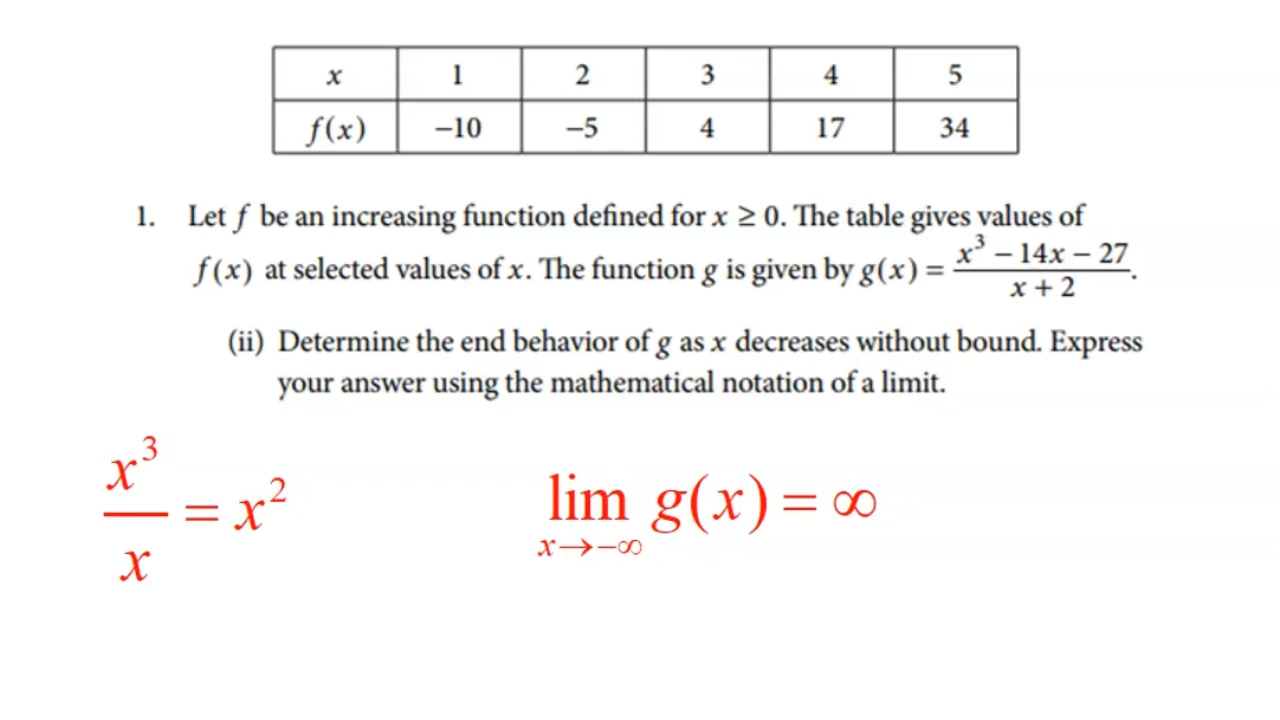 x 1 2 3 4 5
f(x) −10 −5 4 17 34
1. Let f be an increasing function defined for x ≥ 0. The table gives values of
f(x) at selected values of x. The function g is given by g(x) = (x³ − 14x − 27)/(x + 2).
(ii) Determine the end behavior of g as x decreases without bound. Express
your answer using the mathematical notation of a limit.
x³/x = x² lim x→−∞ g(x) = ∞